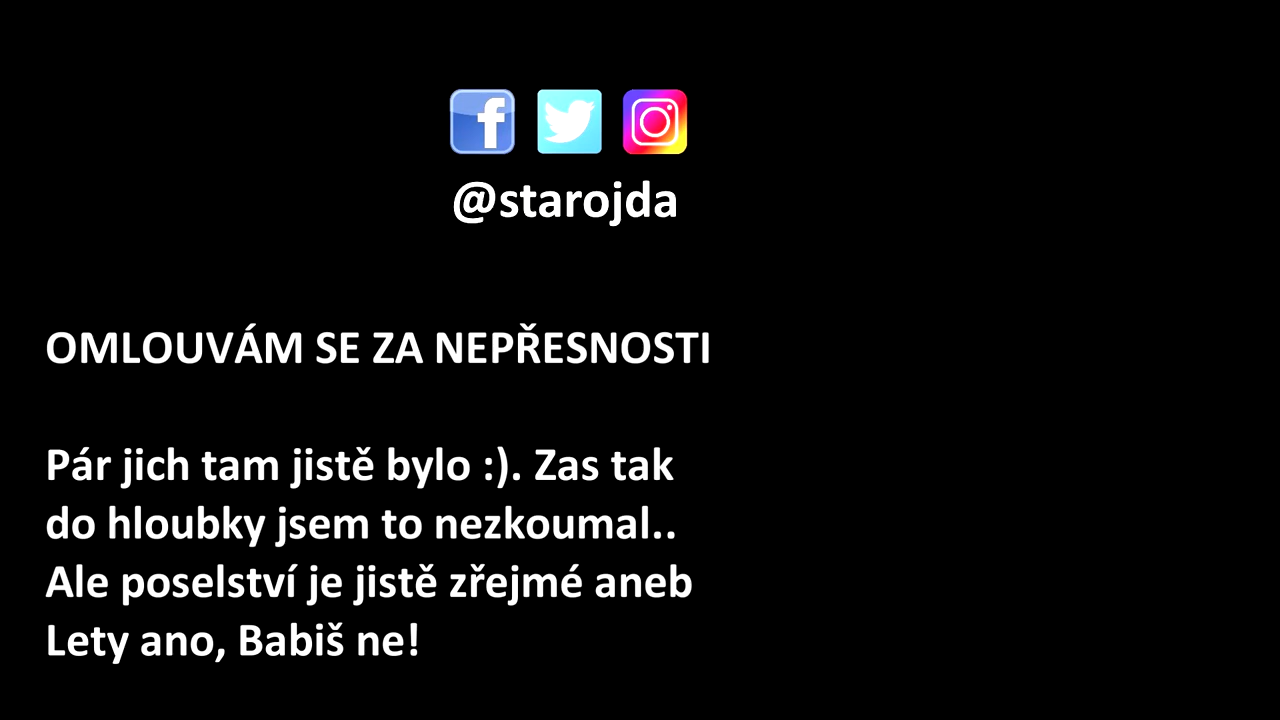 @starojda
OMLOUVÁM SE ZA NEPŘESNOSTI
Pár jich tam jistě bylo :). Zas tak
do hloubky jsem to nezkoumal..
Ale poselství je jistě zřejmé aneb
Lety ano, Babiš ne!